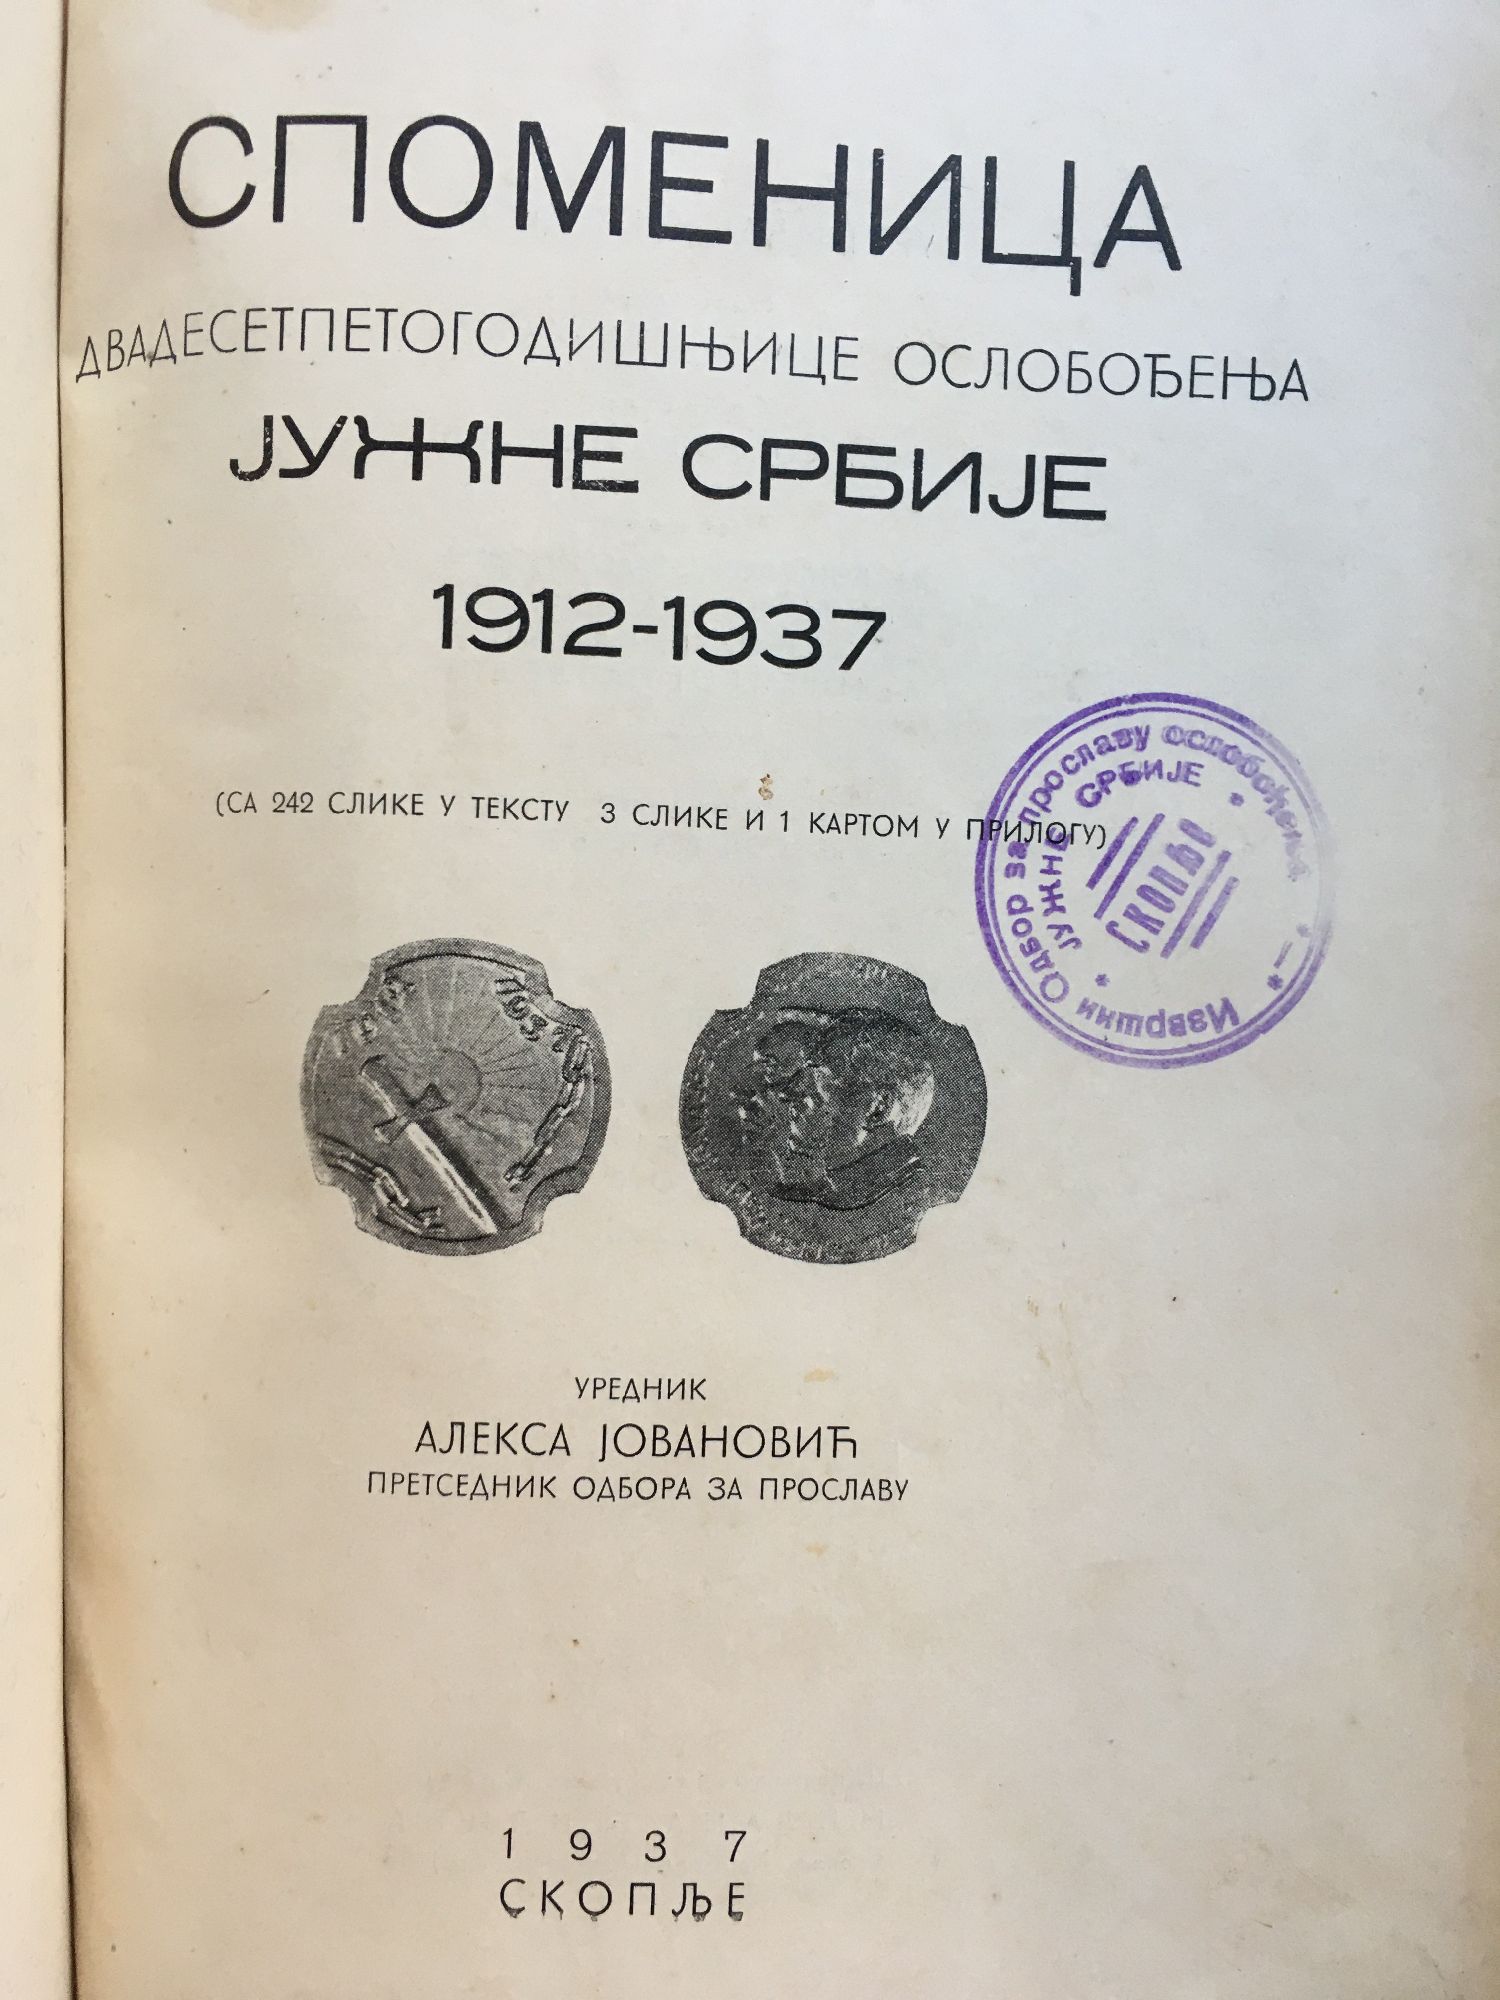 СПОМЕНИЦА
ДВАДЕСЕТПЕТОГОДИШЊИЦЕ ОСЛОБОЂЕЊА
ЈУЖНЕ СРБИЈЕ
1912-1937
(СА 242 СЛИКЕ У ТЕКСТУ 3 СЛИКЕ И 1 КАРТОМ У ПРИЛОГУ)
Извршни Одбор за прославу ослобођења
ЈУЖНЕ СРБИЈЕ
Скопље
1937
УРЕДНИК
АЛЕКСА ЈОВАНОВИЋ
ПРЕТСЕДНИК ОДБОРА ЗА ПРОСЛАВУ
1 9 3 7
СКОПЉЕ